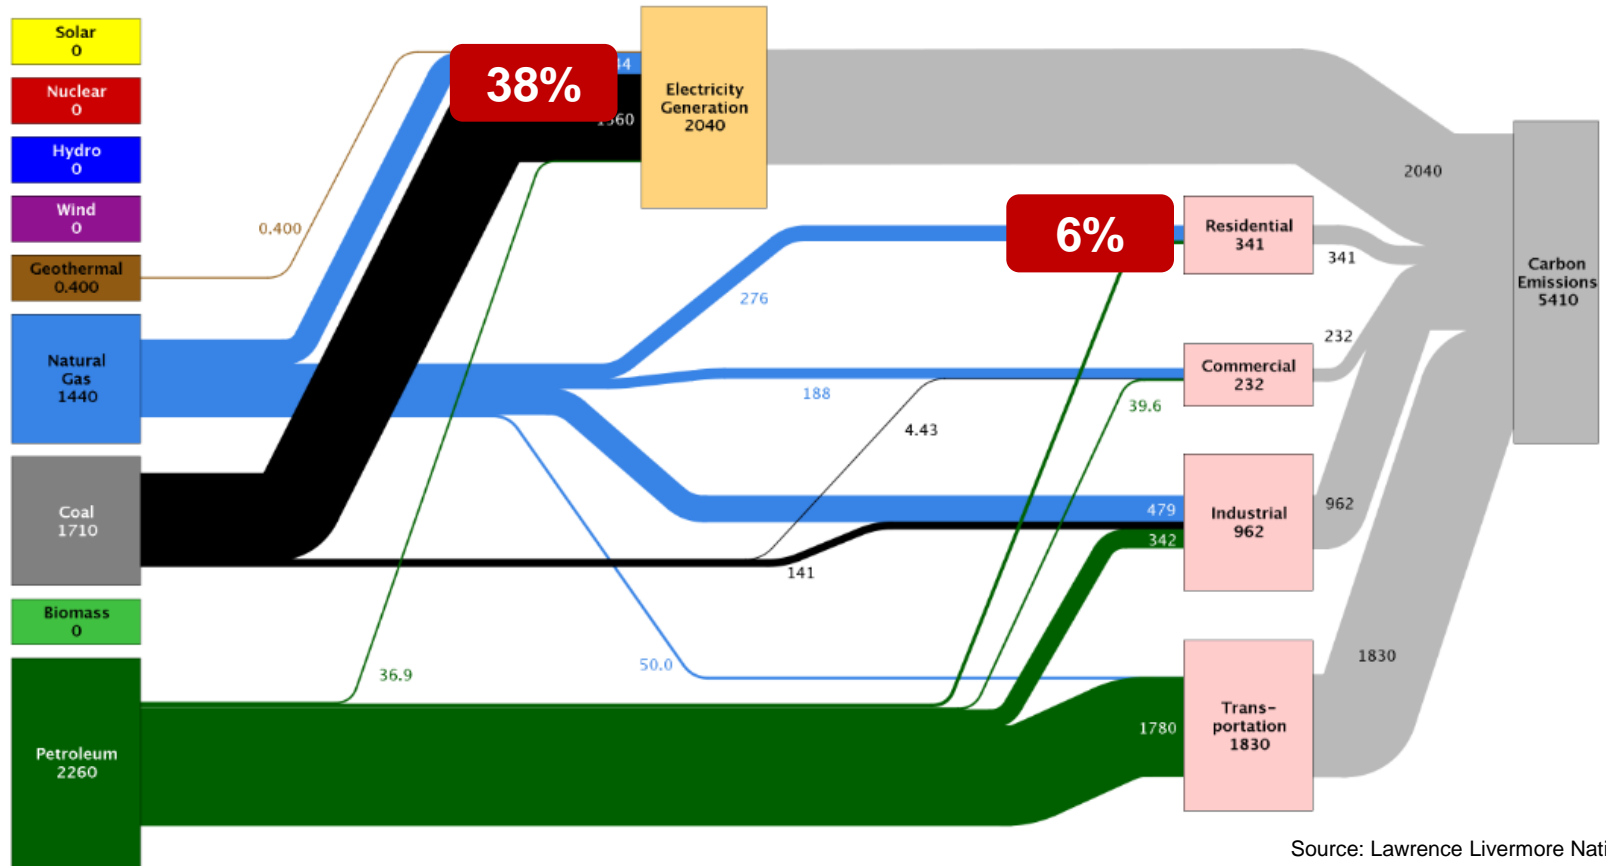 Solar
0
Nuclear
0
Hydro
0
Wind
0
Geothermal
0.400
Natural
Gas
1440
Coal
1710
Biomass
0
Petroleum
2260
0.400
38%
Electricity
Generation
2040
276
188
4.43
141
36.9
50.0
6%
39.6
479
342
1780
Residential
341
Commercial
232
Industrial
962
Trans-
portation
1830
2040
341
232
962
1830
Carbon
Emissions
5410
Source: Lawrence Livermore